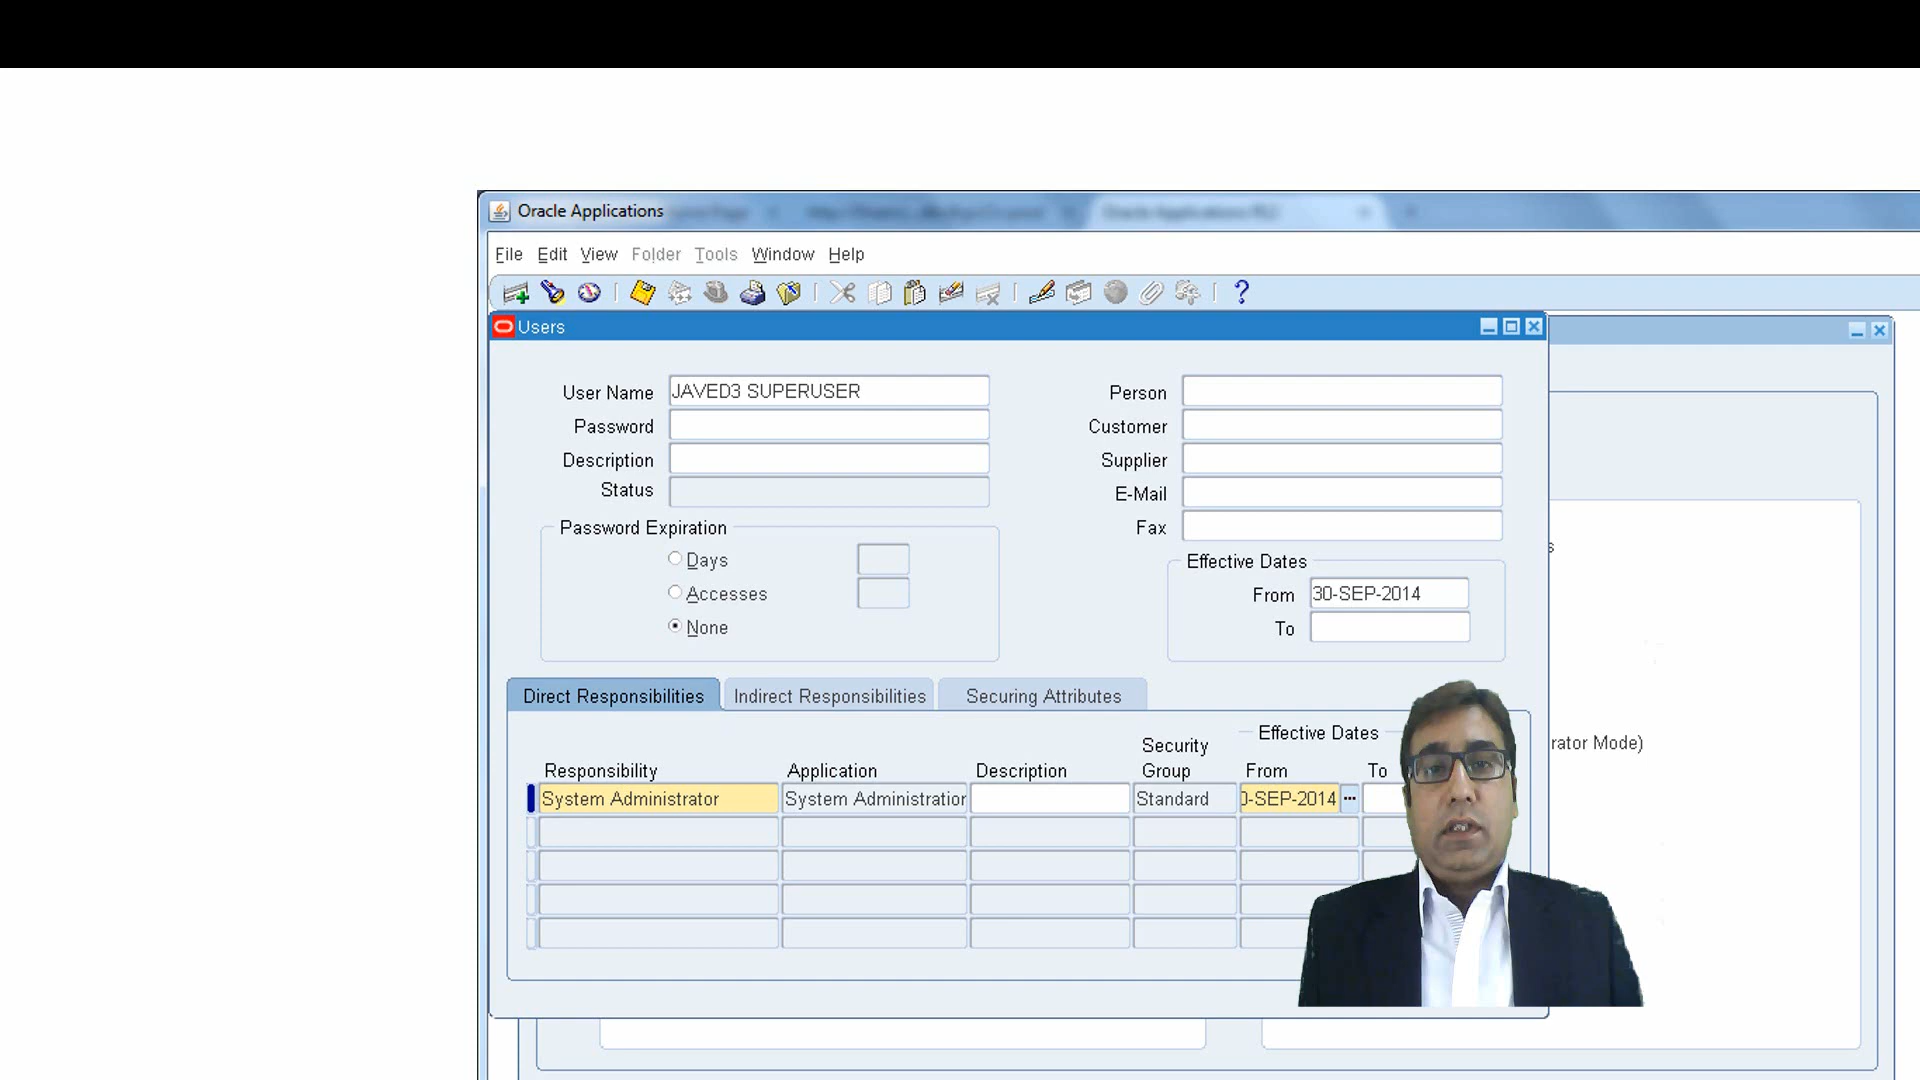 Oracle Applications
File Edit View Folder Tools Window Help
Users
User Name JAVED3 SUPERUSER
Password
Description
Status
Password Expiration
Days
Accesses
None
Person
Customer
Supplier
E-Mail
Fax
Effective Dates
From 30-SEP-2014
To
Direct Responsibilities Indirect Responsibilities Securing Attributes
Effective Dates
Security
Responsibility Application Description Group From To
System Administrator System Administration Standard 0-SEP-2014
s
rator Mode)